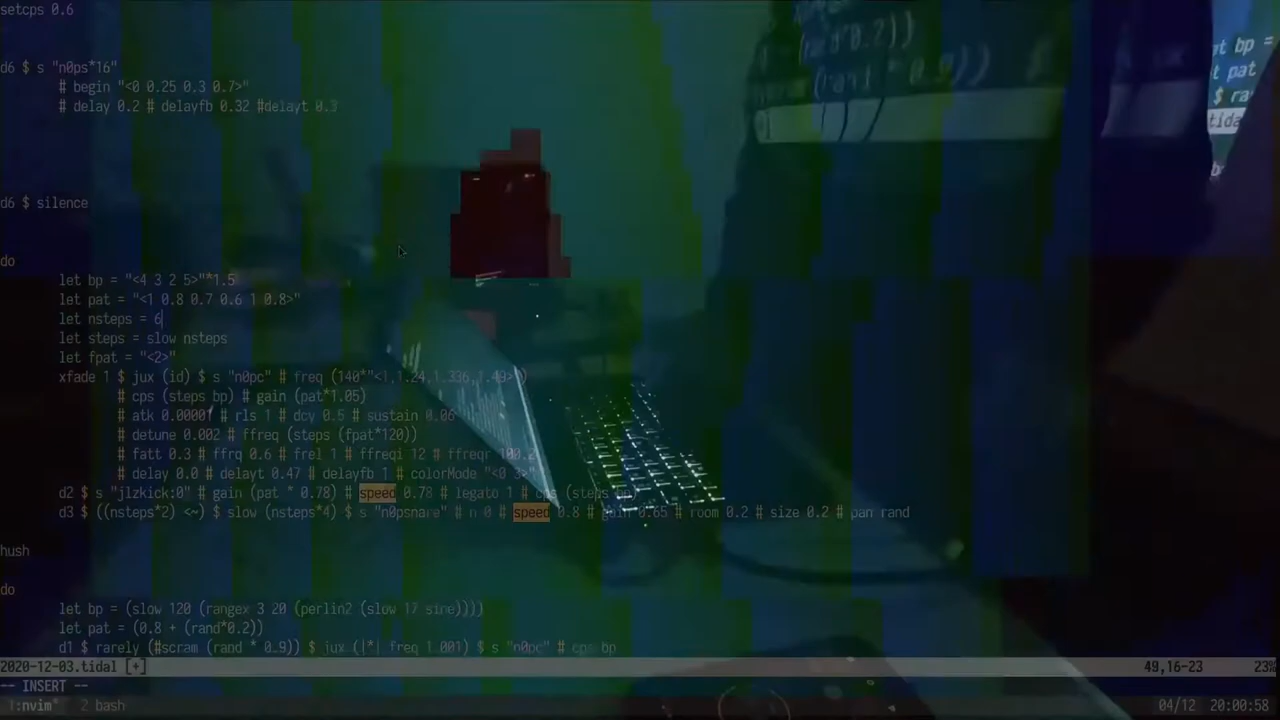 setcps 0.6
d6 $ s "n0ps*16"
# begin "<0 0.25 0.3 0.7>"
# delay 0.2 # delayfb 0.32 #delayt 0.3
d6 $ silence
do
let bp = "<4 3 2 5>"*1.5
let pat = "<1 0.8 0.7 0.6 1 0.8>"
let nsteps = 6
let steps = slow nsteps
let fpat = "<2>"
xfade 1 $ jux (id) $ s "n0pc" # freq (140*"<1,1.24,1.336,1.49>")
# cps (steps bp) # gain (pat*1.05)
# atk 0.00001 # rls 1 # dcy 0.5 # sustain 0.06
# detune 0.002 # ffreq (steps (fpat*120))
# fatt 0.3 # ffrq 0.6 # frel 1 # ffreqi 12 # ffreqr 100.2
# delay 0.0 # delayt 0.47 # delayfb 1 # colorMode "<0 3>"
d2 $ s "jlzkick:0" # gain (pat * 0.78) # speed 0.78 # legato 1 # cps (steps bp)
d3 $ ((nsteps*2) <~) $ slow (nsteps*4) $ s "n0psnare" # n 0 # speed 0.8 # gain 0.65 # room 0.2 # size 0.2 # pan rand
hush
do
let bp = (slow 120 (rangex 3 20 (perlin2 (slow 17 sine))))
let pat = (0.8 + (rand*0.2))
d1 $ rarely (#scram (rand * 0.9)) $ jux (|*| freq 1.001) $ s "n0pc" # cps bp
2020-12-03.tidal [+] 49,16-23 23%
-- INSERT --
1:nvim* 2 bash 04/12 20:00:58